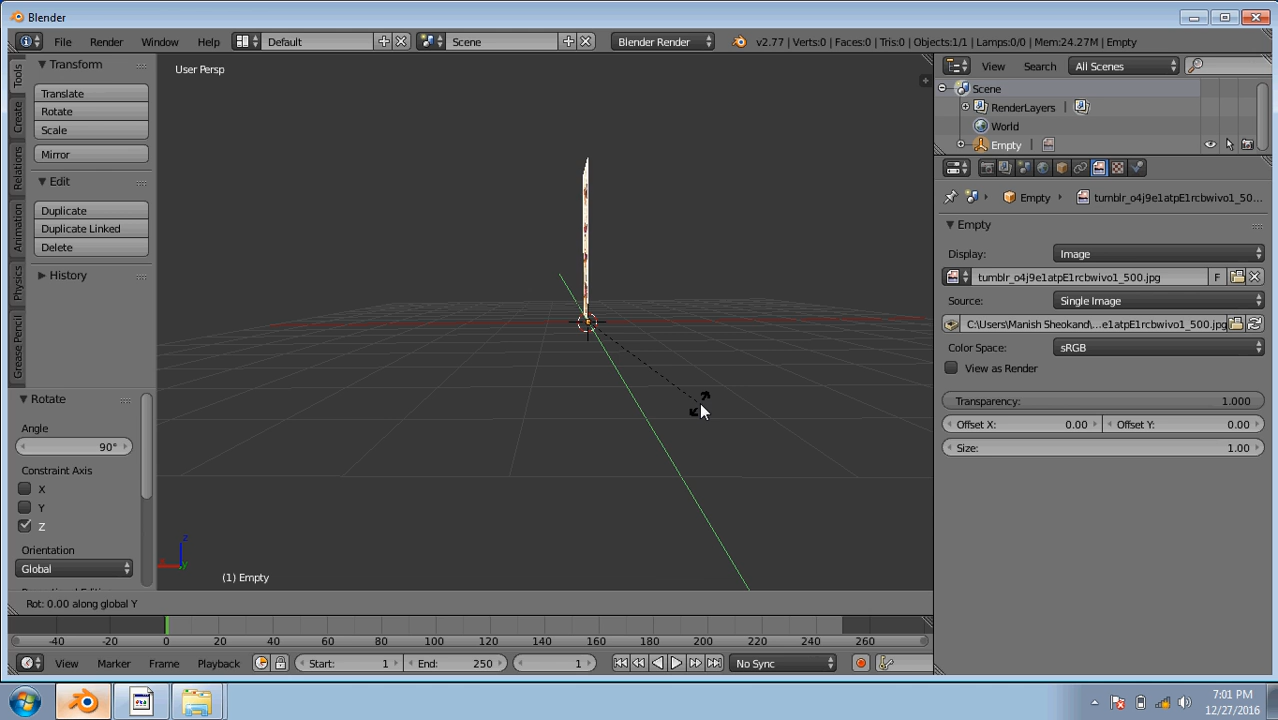 Blender
File Render Window Help Default Scene Blender Render v2.77 | Verts:0 | Faces:0 | Tris:0 | Objects:1/1 | Lamps:0/0 | Mem:24.27M | Empty
Tools
Create
Relations
Animation
Physics
Grease Pencil
Transform
Translate
Rotate
Scale
Mirror
Edit
Duplicate
Duplicate Linked
Delete
History
Rotate
Angle
90°
Constraint Axis
X
Y
Z
Orientation
Global
User Persp
z
y
(1) Empty
Rot: 0.00 along global Y
View Search All Scenes
Scene
RenderLayers |
World
Empty |
Empty tumblr_o4j9e1atpE1rcbwivo1_50...
Empty
Display: Image
tumblr_o4j9e1atpE1rcbwivo1_500.jpg F
Source: Single Image
C:\Users\Manish Sheokand\...e1atpE1rcbwivo1_500.jpg
Color Space: sRGB
View as Render
Transparency: 1.000
Offset X: 0.00 Offset Y: 0.00
Size: 1.00
-40 -20 0 20 40 60 80 100 120 140 160 180 200 220 240 260
View Marker Frame Playback Start: 1 End: 250 1 No Sync
7:01 PM
12/27/2016